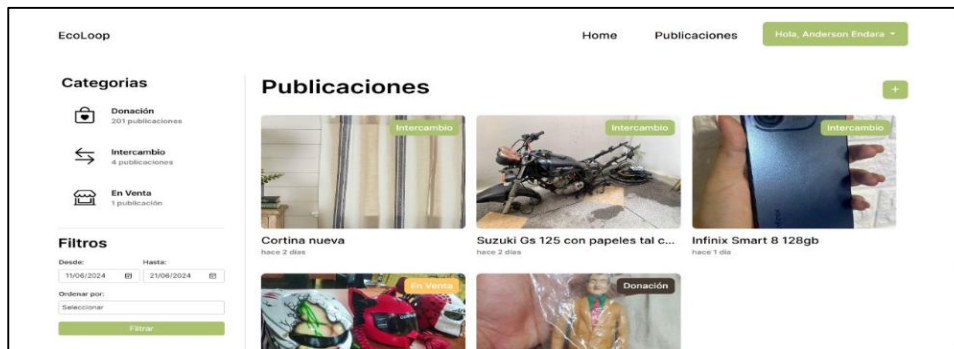 EcoLoop
Home
Publicaciones
Hola, Anderson Endara
Categorias
Donación
201 publicaciones
Intercambio
4 publicaciones
En Venta
1 publicación
Filtros
Desde:
Hasta:
11/06/2024
21/06/2024
Ordenar por:
Seleccionar
Filtrar
Publicaciones
+
Intercambio
Cortina nueva
hace 2 días
Intercambio
Suzuki Gs 125 con papeles tal c...
hace 2 días
Intercambio
Infinix Smart 8 128gb
hace 1 día
En Venta
Donación